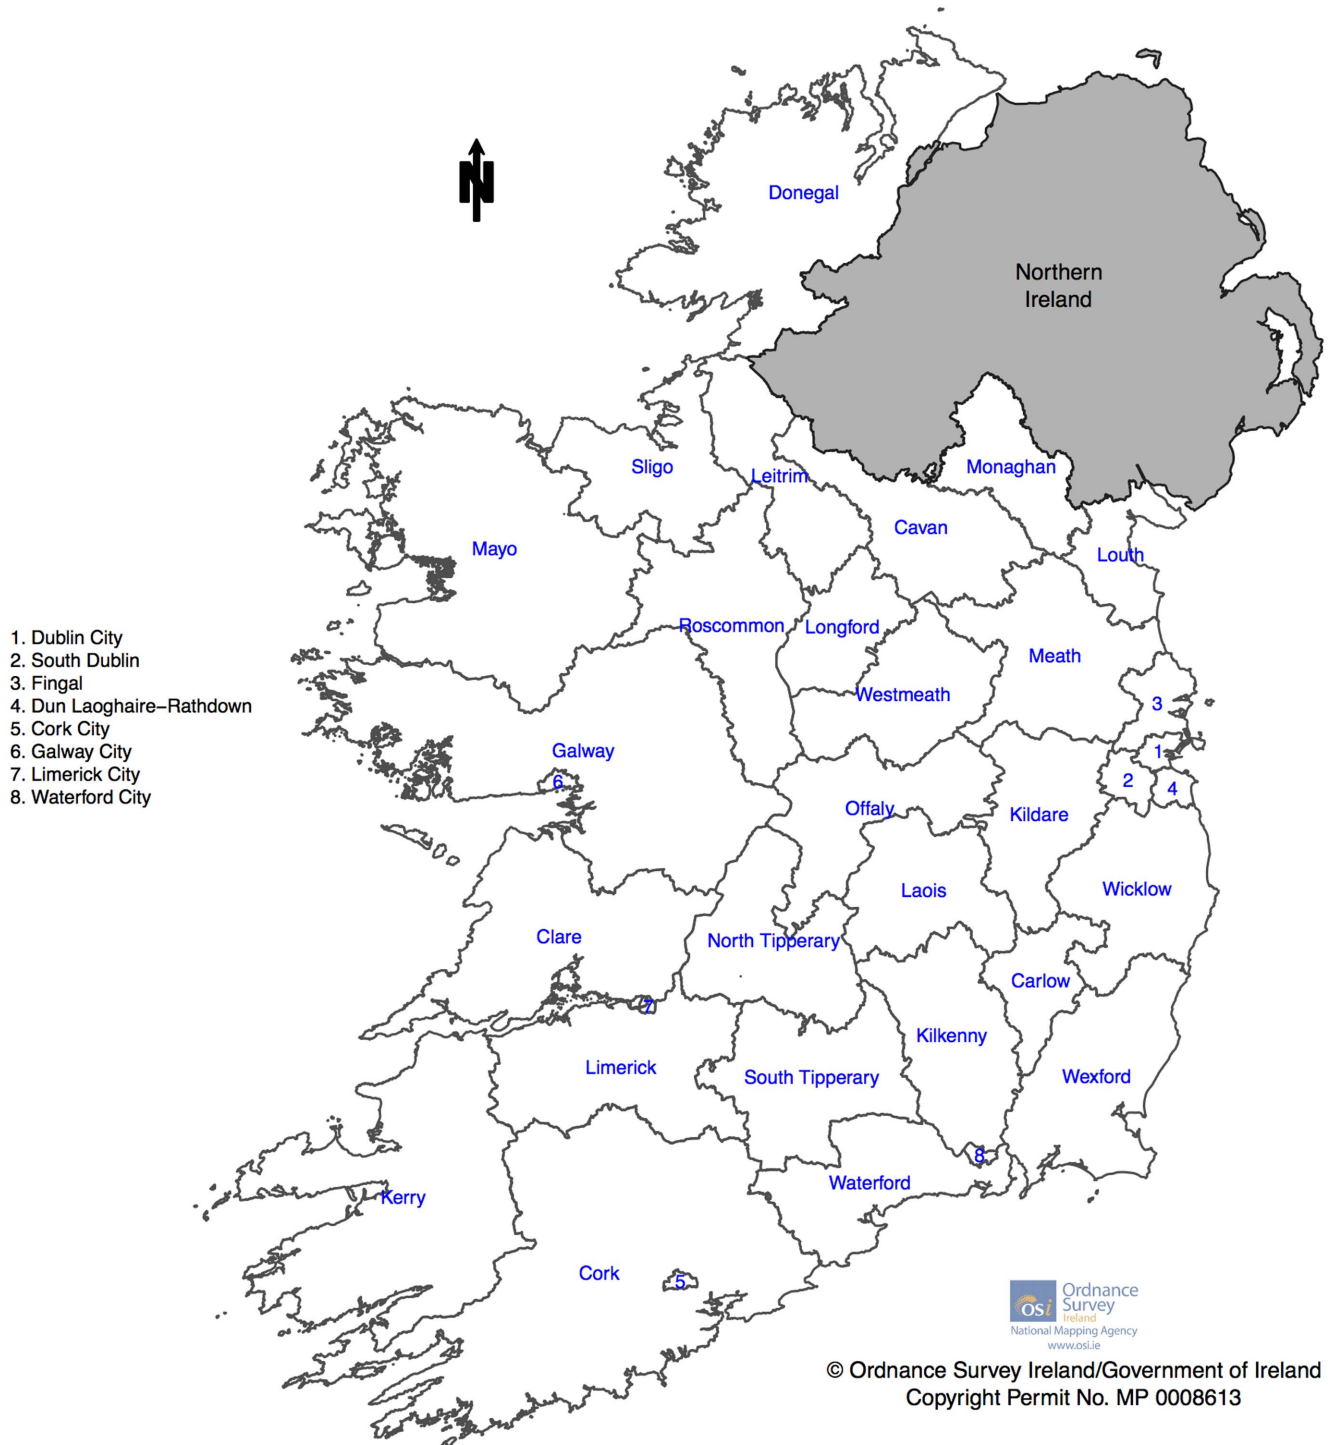 N
Donegal
Northern
Ireland
Sligo
Leitrim
Monaghan
Cavan
Mayo
Louth
Roscommon
Longford
Meath
Westmeath
1. Dublin City
2. South Dublin
3. Fingal
4. Dun Laoghaire–Rathdown
5. Cork City
6. Galway City
7. Limerick City
8. Waterford City
3
Galway
1
6
2
4
Offaly
Kildare
Laois
Wicklow
Clare
North Tipperary
Carlow
7
Kilkenny
Limerick
South Tipperary
Wexford
8
Waterford
Kerry
Cork
5
osi
Ordnance
Survey
Ireland
National Mapping Agency
www.osi.ie
© Ordnance Survey Ireland/Government of Ireland
Copyright Permit No. MP 0008613